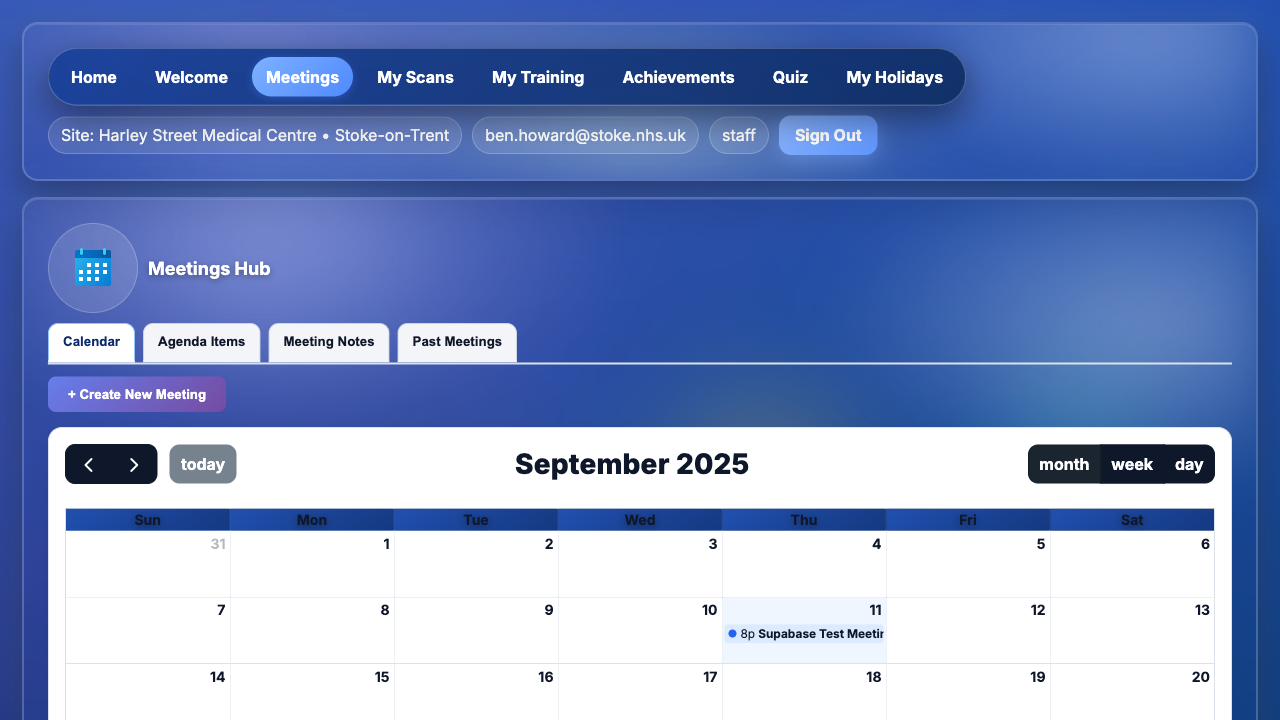 Home Meetings Welcome My Scans My Training Achievements Quiz My Holidays
Site: Harley Street Medical Centre • Stoke-on-Trent ben.howard@stoke.nhs.uk staff Sign Out
Meetings Hub
Calendar Agenda Items Meeting Notes Past Meetings
+ Create New Meeting
today September 2025 month week day
Sun Mon Tue Wed Thu Fri Sat
31 1 2 3 4 5 6
7 8 9 10 11 12 13
8p Supabase Test Meetin
14 15 16 17 18 19 20